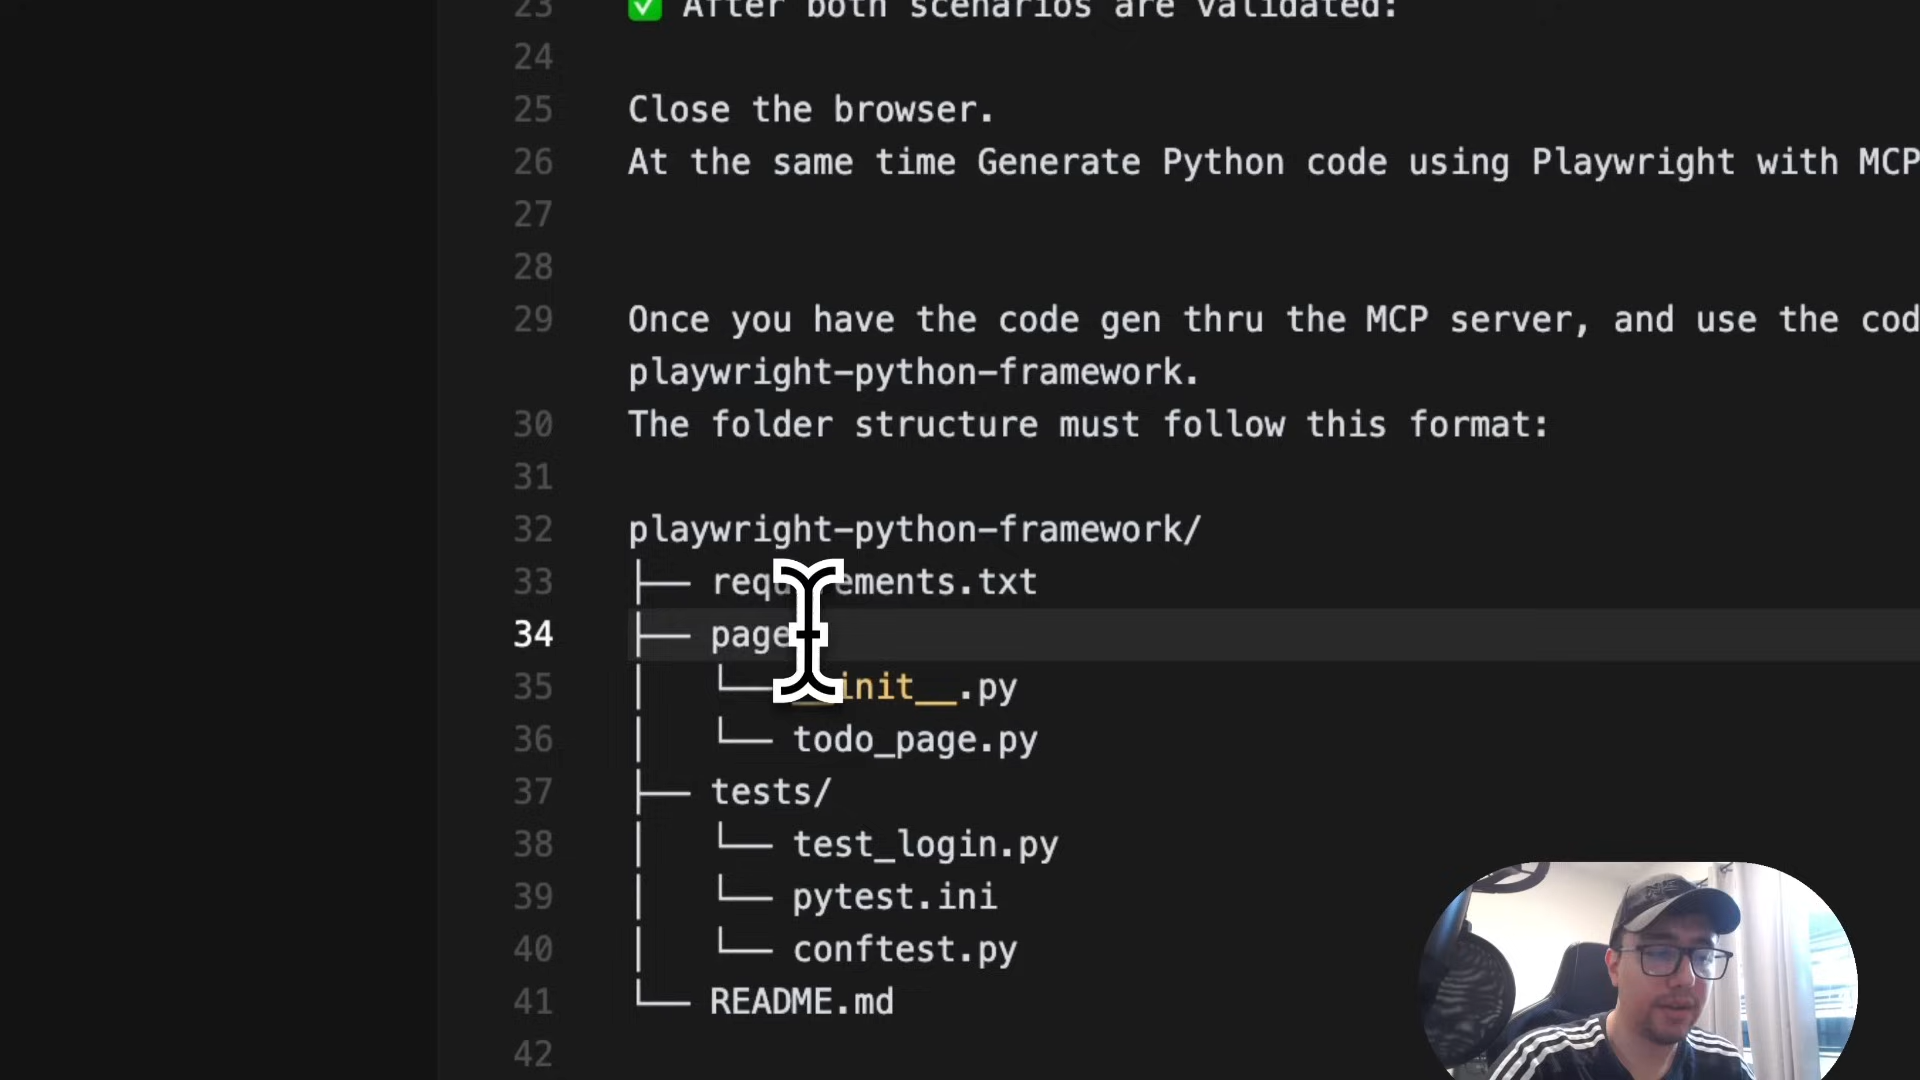 23 ✅ After both scenarios are validated:
24
25 Close the browser.
26 At the same time Generate Python code using Playwright with MCP
27
28
29 Once you have the code gen thru the MCP server, and use the cod
playwright-python-framework.
30 The folder structure must follow this format:
31
32 playwright-python-framework/
33 ├── requ ements.txt
34 ├── page
35 │   └── __init__.py
36 │   └── todo_page.py
37 ├── tests/
38 │   └── test_login.py
39 │   └── pytest.ini
40 │   └── conftest.py
41 └── README.md
42